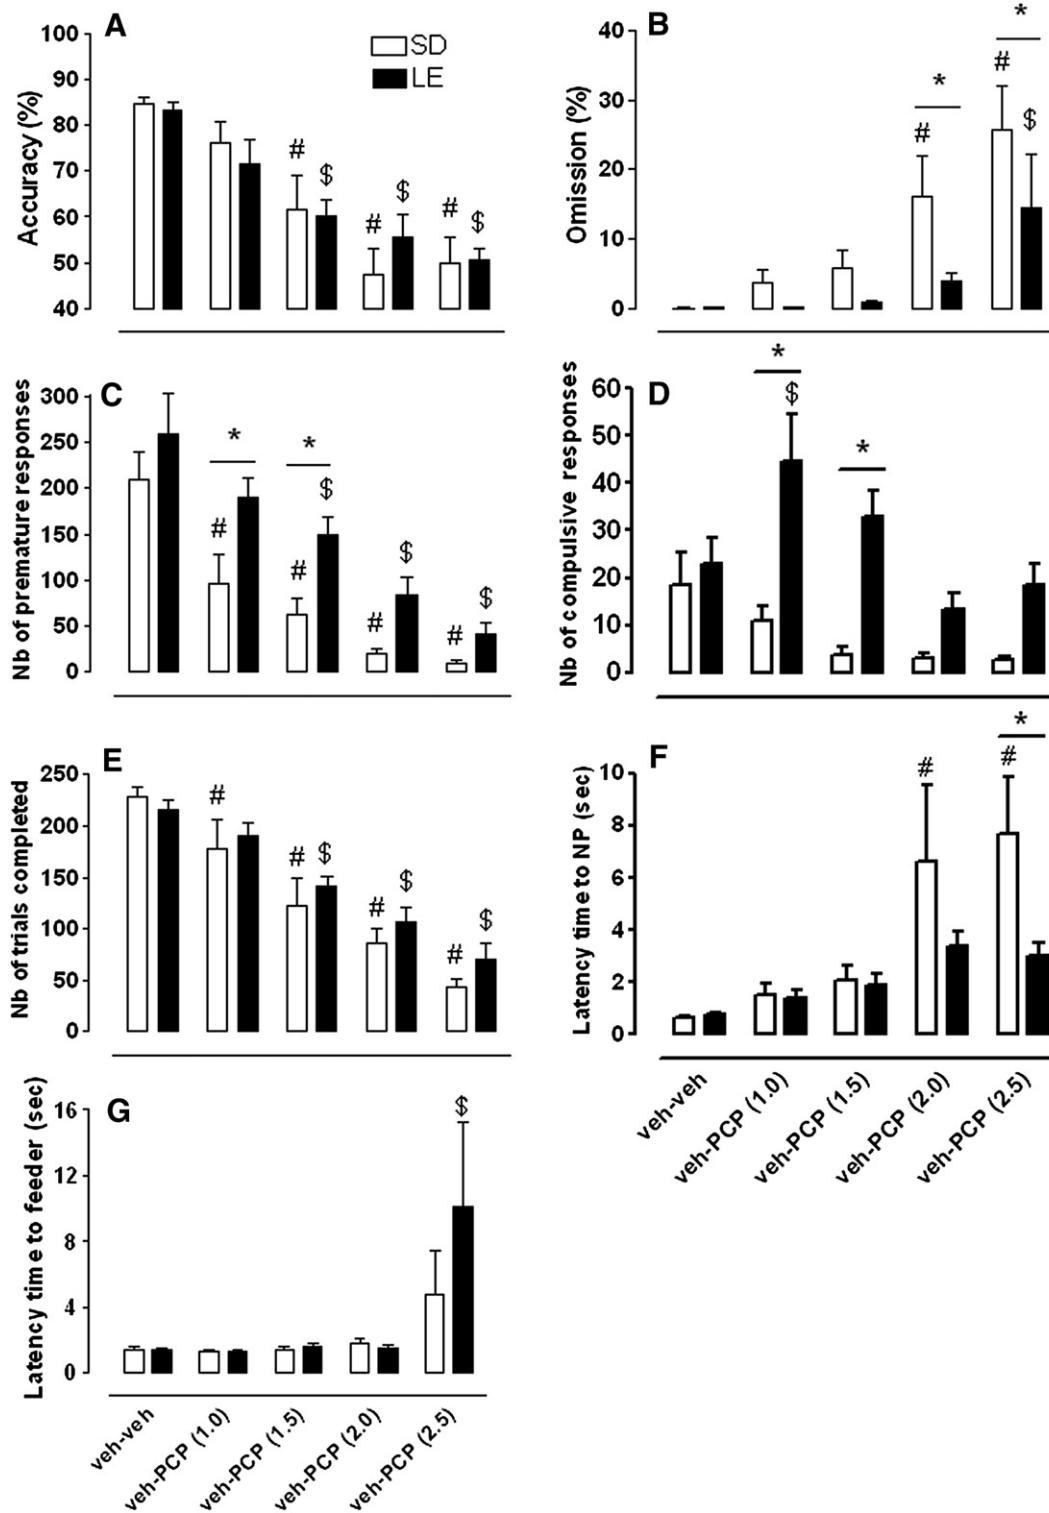 A
SD
LE
Accuracy (%)
100
90
80
70
60
50
40
# $ # $ # $
B
Omission (%)
40
30
20
10
0
# * # $ *
C
Nb of premature responses
300
250
200
150
100
50
0
# * # $ * # $ # $
D
Nb of compulsive responses
60
50
40
30
20
10
0
$ * *
E
Nb of trials completed
250
200
150
100
50
0
# # $ # $ # $
F
Latency time to NP (sec)
10
8
6
4
2
0
# # *
veh-veh
veh-PCP (1.0)
veh-PCP (1.5)
veh-PCP (2.0)
veh-PCP (2.5)
G
Latency time to feeder (sec)
16
12
8
4
0
$
veh-veh
veh-PCP (1.0)
veh-PCP (1.5)
veh-PCP (2.0)
veh-PCP (2.5)